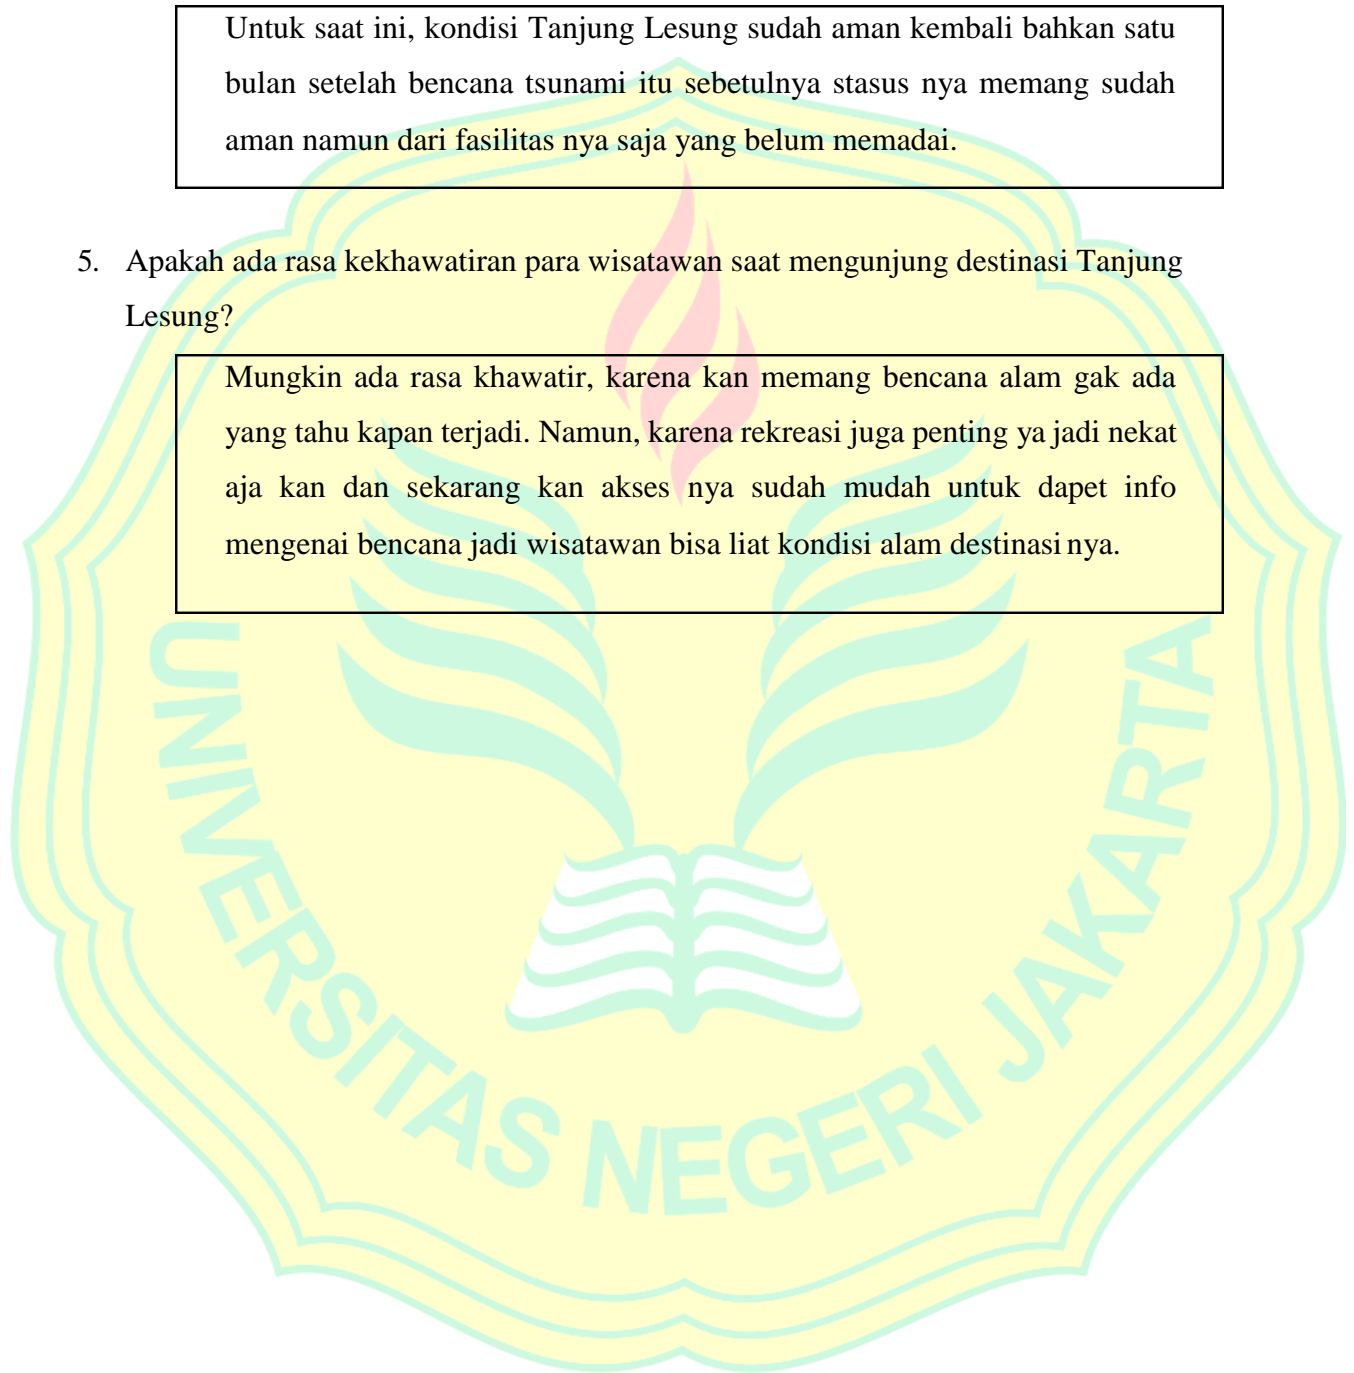 Untuk saat ini, kondisi Tanjung Lesung sudah aman kembali bahkan satu
bulan setelah bencana tsunami itu sebetulnya stasus nya memang sudah
aman namun dari fasilitas nya saja yang belum memadai.
5. Apakah ada rasa kekhawatiran para wisatawan saat mengunjung destinasi Tanjung
Lesung?
Mungkin ada rasa khawatir, karena kan memang bencana alam gak ada
yang tahu kapan terjadi. Namun, karena rekreasi juga penting ya jadi nekat
aja kan dan sekarang kan akses nya sudah mudah untuk dapet info
mengenai bencana jadi wisatawan bisa liat kondisi alam destinasi nya.
UNIVERSITAS NEGERI JAKARTA